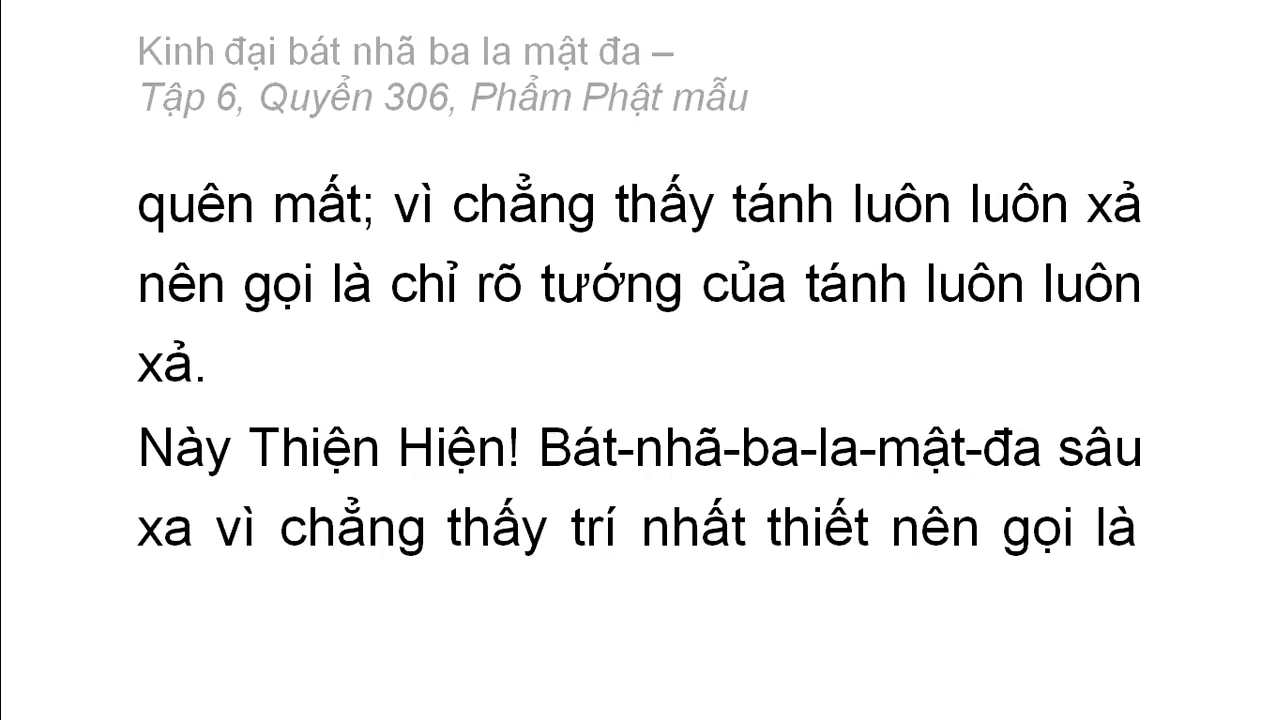 Kinh đại bát nhã ba la mật đa –
Tập 6, Quyển 306, Phẩm Phật mẫu
quên mất; vì chẳng thấy tánh luôn luôn xả
nên gọi là chỉ rõ tướng của tánh luôn luôn
xả.
Này Thiện Hiện! Bát-nhã-ba-la-mật-đa sâu
xa vì chẳng thấy trí nhất thiết nên gọi là